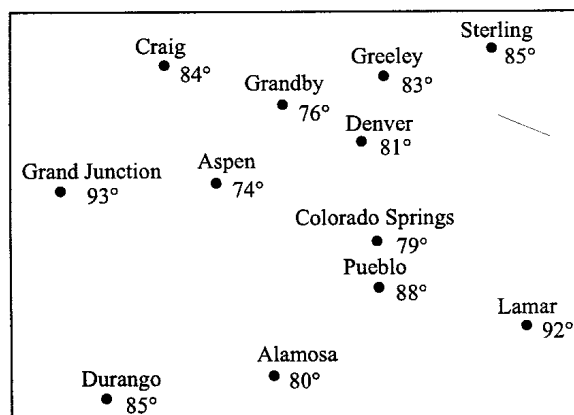 Sterling
85°
Craig
84°
Greeley
83°
Grandby
76°
Denver
81°
Aspen
74°
Grand Junction
93°
Colorado Springs
79°
Pueblo
88°
Lamar
92°
Alamosa
80°
Durango
85°